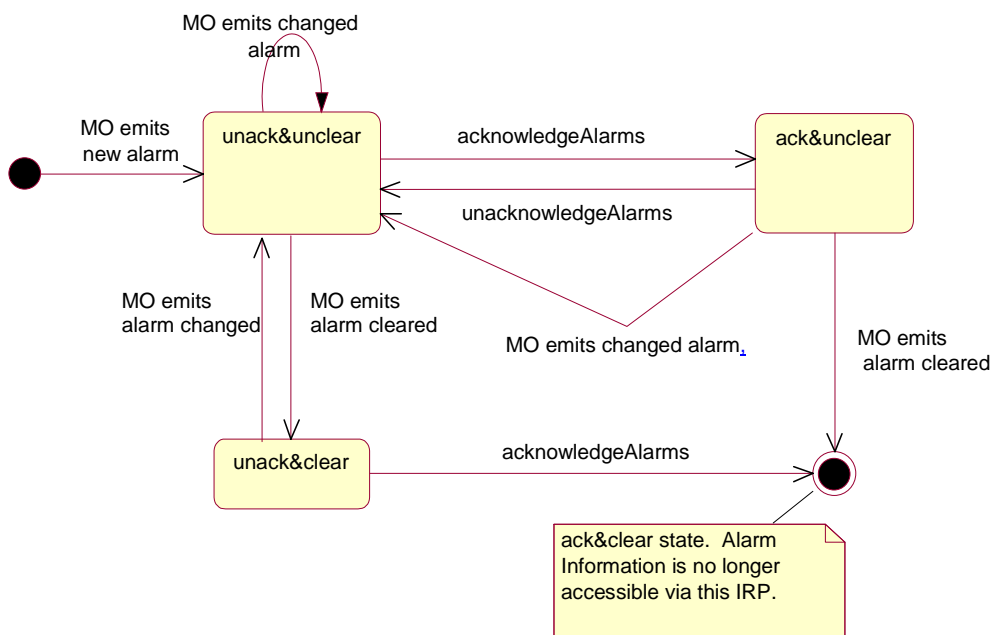 MO emits changed
alarm
MO emits
new alarm
unack&unclear
acknowledgeAlarms
ack&unclear
unacknowledgeAlarms
MO emits
alarm changed
MO emits
alarm cleared
MO emits changed alarm,
MO emits
alarm cleared
unack&clear
acknowledgeAlarms
ack&clear state.  Alarm
Information is no longer
accessible via this IRP.